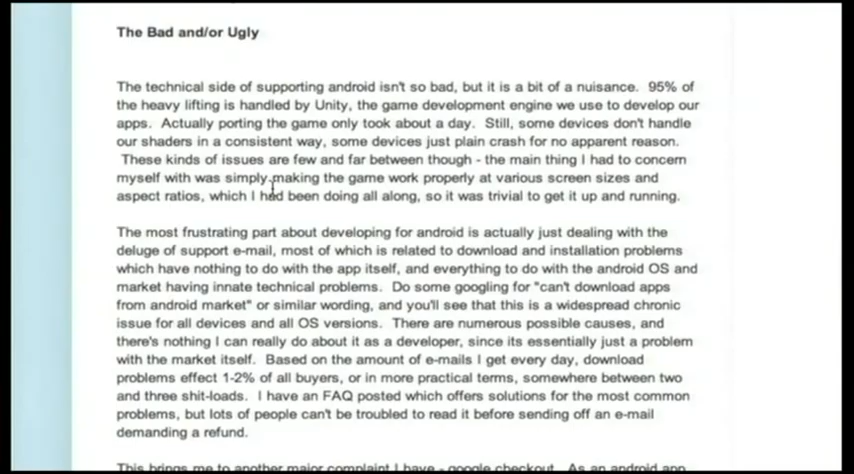 The Bad and/or Ugly
The technical side of supporting android isn't so bad, but it is a bit of a nuisance.  95% of
the heavy lifting is handled by Unity, the game development engine we use to develop our
apps.  Actually porting the game only took about a day.  Still, some devices don't handle
our shaders in a consistent way, some devices just plain crash for no apparent reason.
These kinds of issues are few and far between though - the main thing I had to concern
myself with was simply making the game work properly at various screen sizes and
aspect ratios, which I had been doing all along, so it was trivial to get it up and running.
The most frustrating part about developing for android is actually just dealing with the
deluge of support e-mail, most of which is related to download and installation problems
which have nothing to do with the app itself, and everything to do with the android OS and
market having innate technical problems.  Do some googling for "can't download apps
from android market" or similar wording, and you'll see that this is a widespread chronic
issue for all devices and all OS versions.  There are numerous possible causes, and
there's nothing I can really do about it as a developer, since its essentially just a problem
with the market itself.  Based on the amount of e-mails I get every day, download
problems effect 1-2% of all buyers, or in more practical terms, somewhere between two
and three shit-loads.  I have an FAQ posted which offers solutions for the most common
problems, but lots of people can't be troubled to read it before sending off an e-mail
demanding a refund.
This brings me to another major complaint I have - google checkout.  As an android app